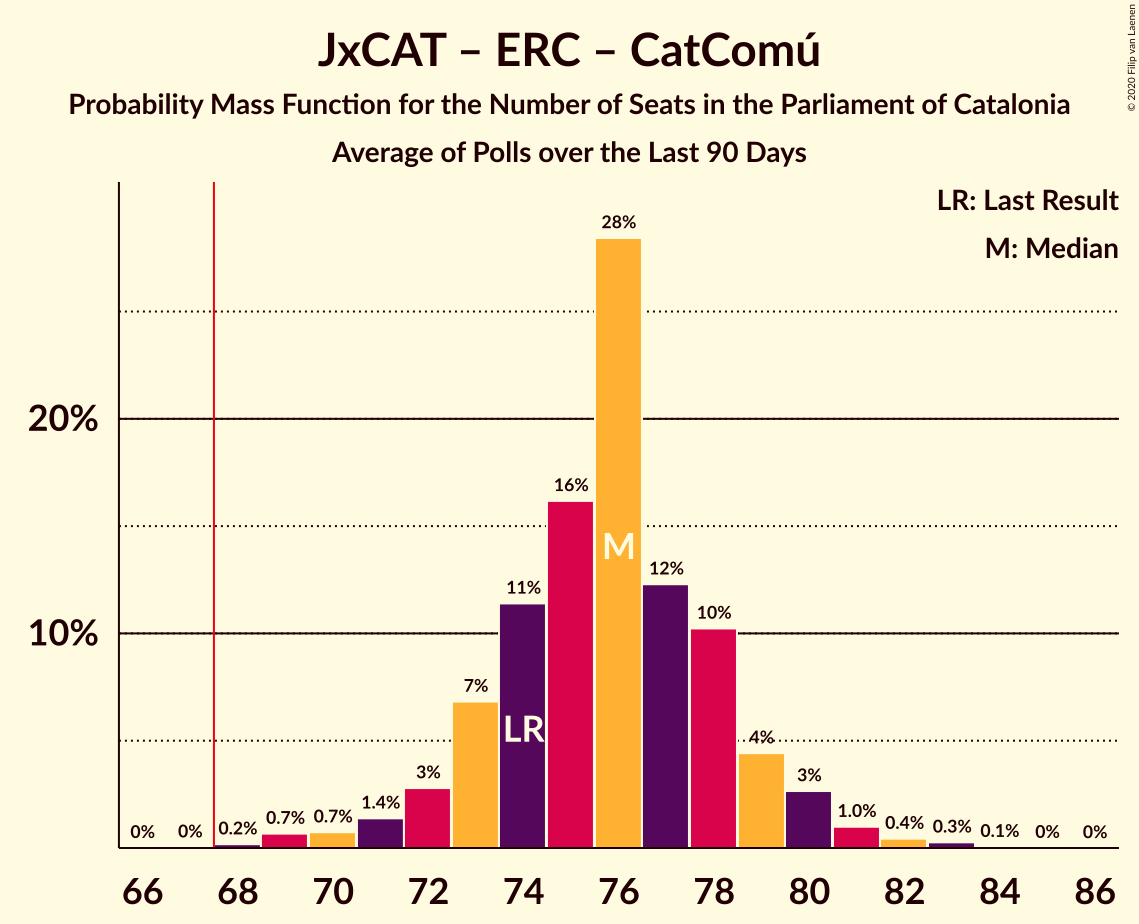 © 2020 Filip van Laenen
JxCAT – ERC – CatComú
Probability Mass Function for the Number of Seats in the Parliament of Catalonia
Average of Polls over the Last 90 Days
LR: Last Result
M: Median
28%
20%
16%
M
12%
11%
10%
10%
7%
LR
4%
3%
3%
1.4%
1.0%
0.7%
0.7%
0.4%
0.3%
0.2%
0%
0%
0.1%
0%
0%
66 68 70 72 74 76 78 80 82 84 86